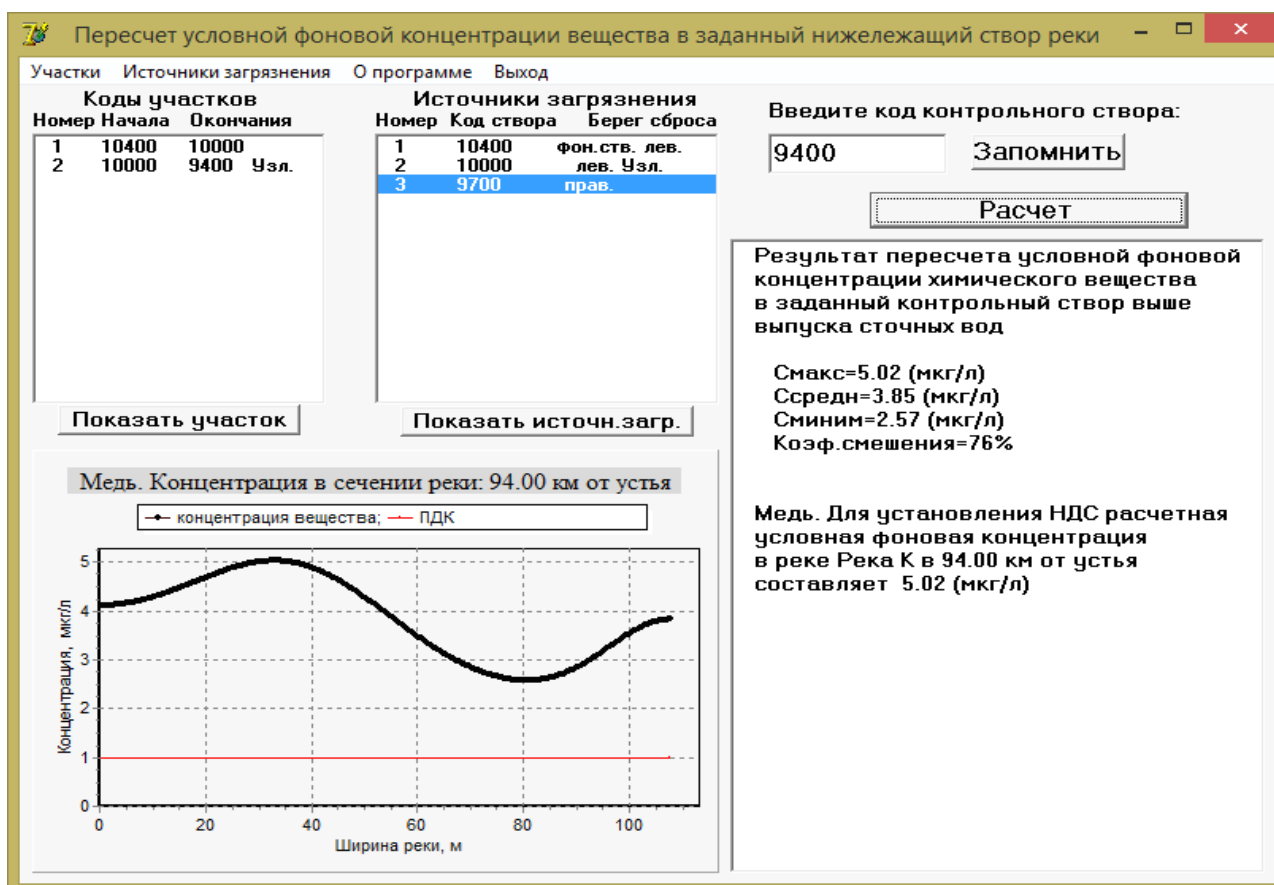 Пересчет условной фоновой концентрации вещества в заданный нижележащий створ реки
Участки Источники загрязнения О программе Выход
Коды участков
Номер Начала Окончания
1 10400 10000
2 10000 9400 Узл.
Показать участок
Источники загрязнения
Номер Код створа Берег сброса
1 10400 фон.ств. лев.
2 10000 лев. Узл.
3 9700 прав.
Показать источн.загр.
Введите код контрольного створа:
9400 Запомнить
Расчет
Результат пересчета условной фоновой
концентрации химического вещества
в заданный контрольный створ выше
выпуска сточных вод
Смакс=5.02 (мкг/л)
Ссредн=3.85 (мкг/л)
Сминим=2.57 (мкг/л)
Коэф.смешения=76%
Медь. Для установления НДС расчетная
условная фоновая концентрация
в реке Река К в 94.00 км от устья
составляет 5.02 (мкг/л)
Медь. Концентрация в сечении реки: 94.00 км от устья
концентрация вещества; ПДК
Концентрация, мкг/л
5
4
3
2
1
0
0 20 40 60 80 100
Ширина реки, м